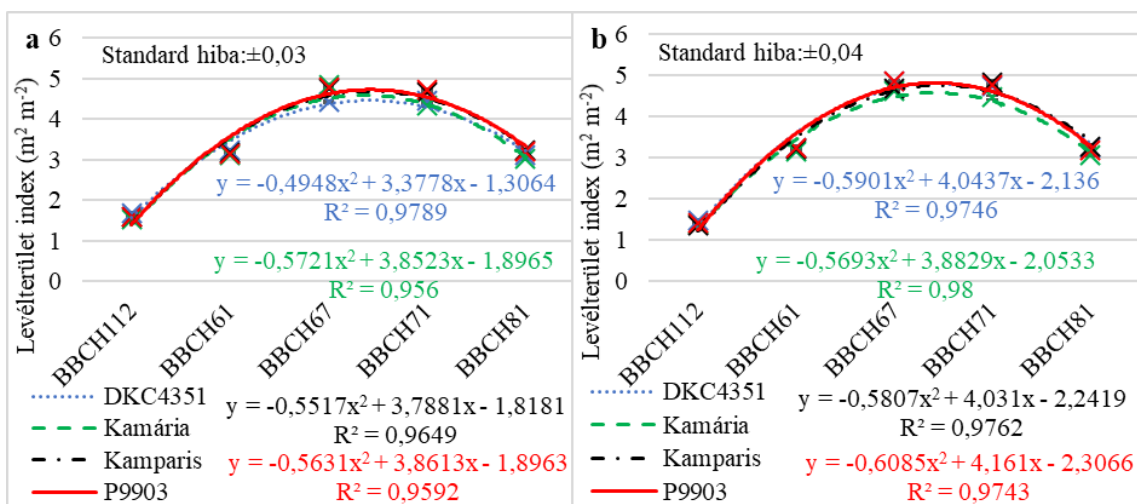 a
Standard hiba:±0,03
Levélterület index (m² m⁻²)
6
5
4
3
2
1
0
y = -0,4948x² + 3,3778x - 1,3064
R² = 0,9789
y = -0,5721x² + 3,8523x - 1,8965
R² = 0,956
BBCH112
BBCH61
BBCH67
BBCH71
BBCH81
DKC4351
Kamária
Kamparis
P9903
y = -0,5517x² + 3,7881x - 1,8181
R² = 0,9649
y = -0,5631x² + 3,8613x - 1,8963
R² = 0,9592
b
Standard hiba:±0,04
Levélterület index (m² m⁻²)
6
5
4
3
2
1
0
y = -0,5901x² + 4,0437x - 2,136
R² = 0,9746
y = -0,5693x² + 3,8829x - 2,0533
R² = 0,98
BBCH112
BBCH61
BBCH67
BBCH71
BBCH81
DKC4351
Kamária
Kamparis
P9903
y = -0,5807x² + 4,031x - 2,2419
R² = 0,9762
y = -0,6085x² + 4,161x - 2,3066
R² = 0,9743